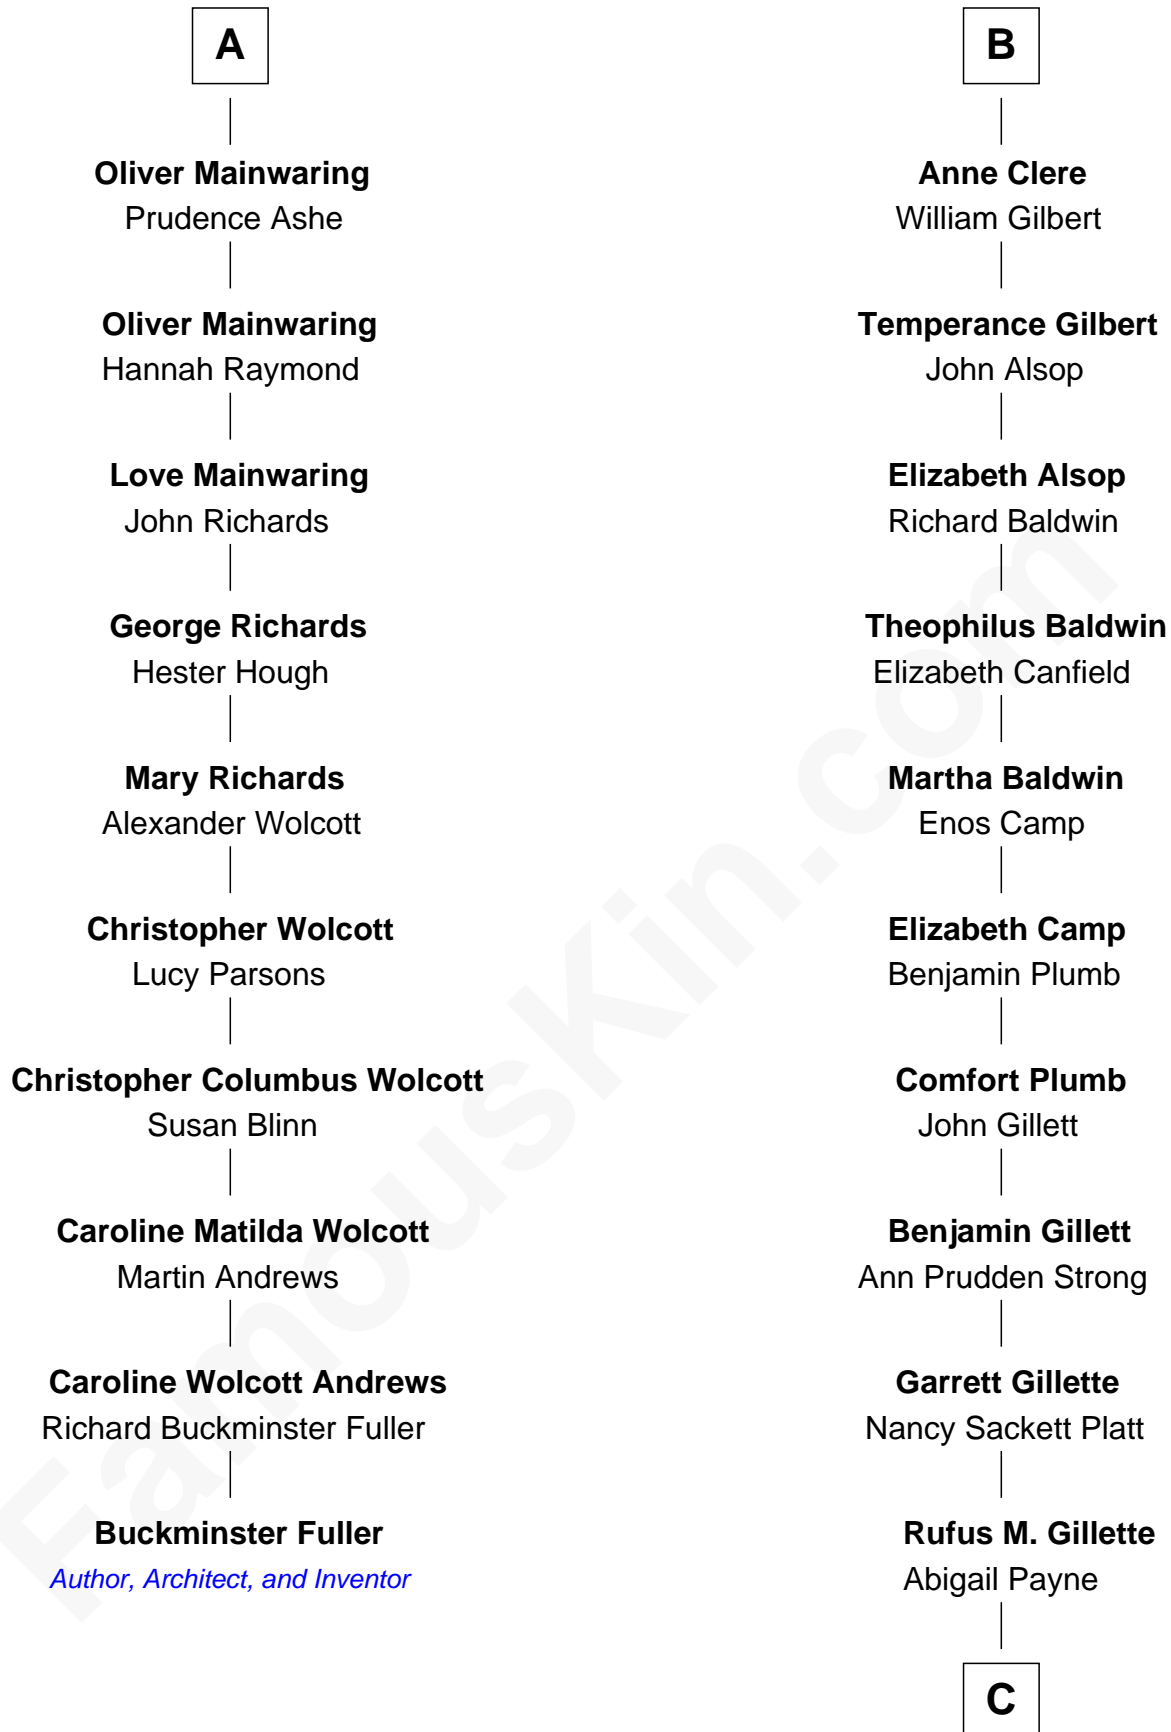 A
Oliver Mainwaring
Prudence Ashe
Oliver Mainwaring
Hannah Raymond
Love Mainwaring
John Richards
George Richards
Hester Hough
Mary Richards
Alexander Wolcott
Christopher Wolcott
Lucy Parsons
Christopher Columbus Wolcott
Susan Blinn
Caroline Matilda Wolcott
Martin Andrews
Caroline Wolcott Andrews
Richard Buckminster Fuller
Buckminster Fuller
Author, Architect, and Inventor
B
Anne Clere
William Gilbert
Temperance Gilbert
John Alsop
Elizabeth Alsop
Richard Baldwin
Theophilus Baldwin
Elizabeth Canfield
Martha Baldwin
Enos Camp
Elizabeth Camp
Benjamin Plumb
Comfort Plumb
John Gillett
Benjamin Gillett
Ann Prudden Strong
Garrett Gillette
Nancy Sackett Platt
Rufus M. Gillette
Abigail Payne
C
FamousKin.com